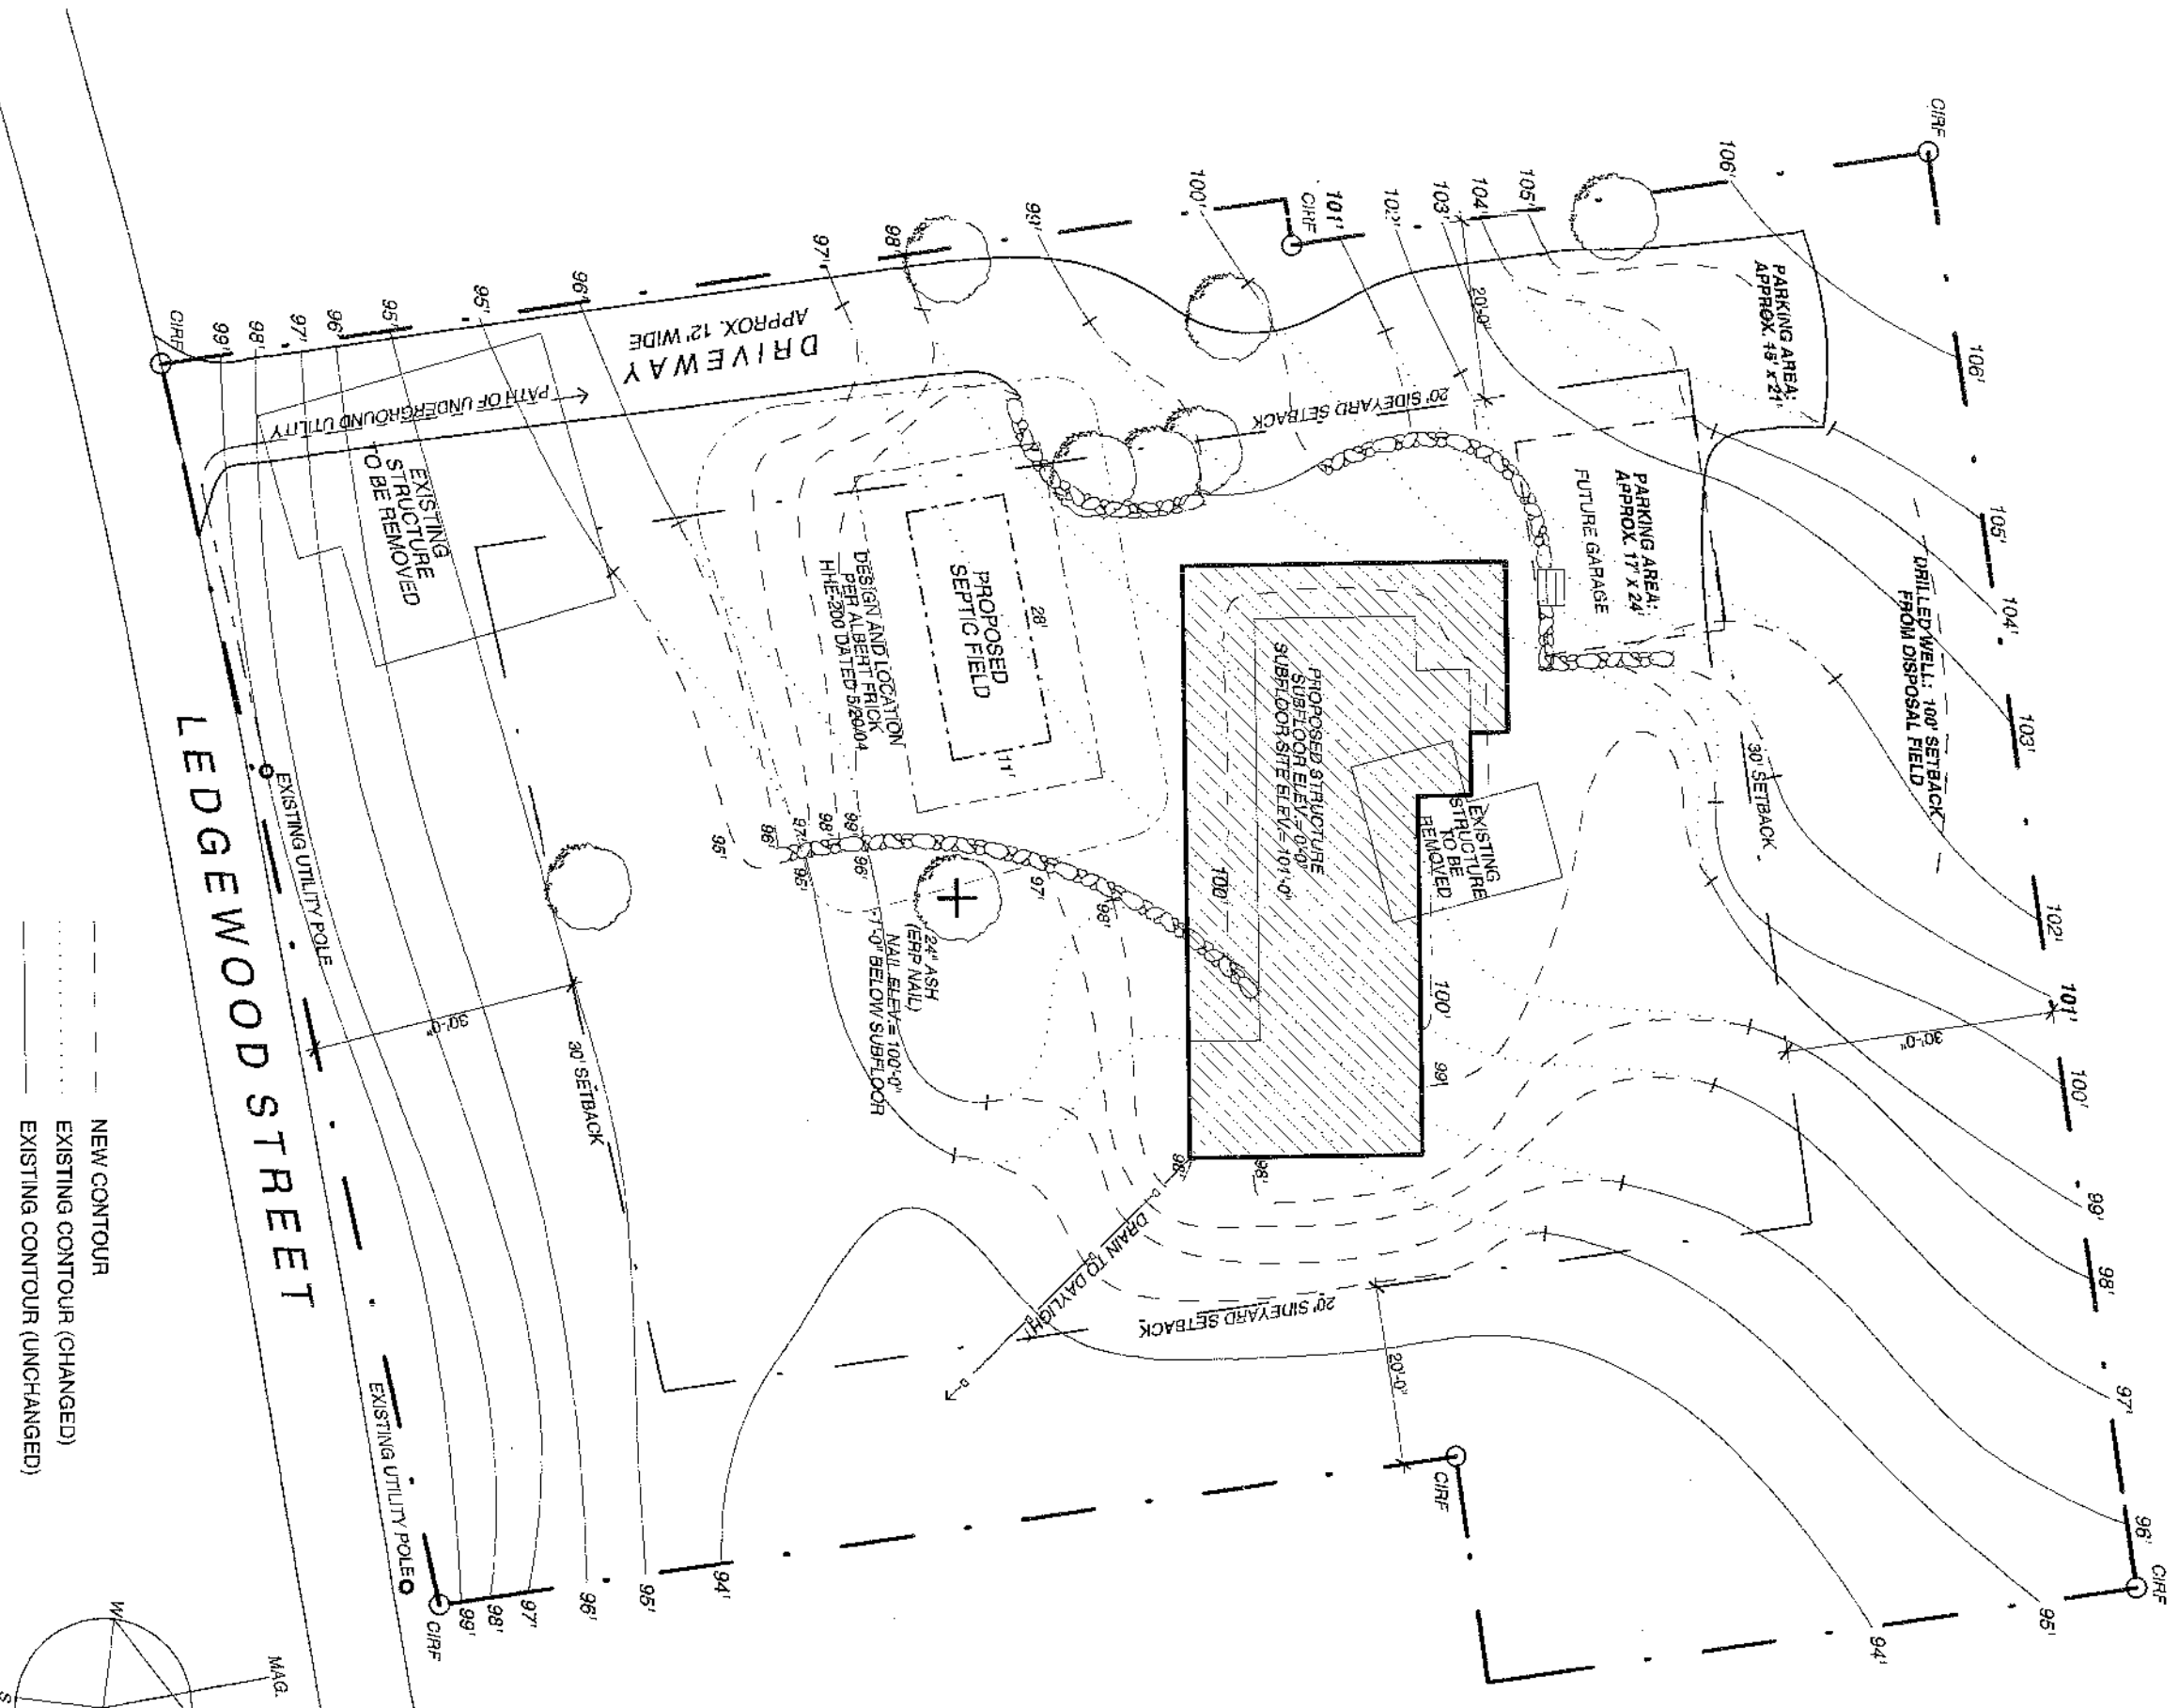 CIRF
106'
105'
104'
103'
102'
101'
CIRF
100'
99'
98'
97'
96'
95'
95'
96'
97'
98'
99'
CIRF
PARKING AREA:
APPROX. 15' x 21'
106'
105'
104'
103'
102'
101'
100'
99'
98'
97'
96'
CIRF
95'
94'
20'-0"
20' SIDEYARD SETBACK
DRIVEWAY
APPROX. 12' WIDE
PATH OF UNDERGROUND UTILITY
EXISTING
STRUCTURE
TO BE REMOVED
PARKING AREA:
APPROX. 17' X 24'
FUTURE GARAGE
DRILLED WELL: 100' SETBACK
FROM DISPOSAL FIELD
30' SETBACK
30'-0"
PROPOSED
SEPTIC FIELD
28'
11'
DESIGN AND LOCATION
PER ALBERT FRICK
HHE-200 DATED 5/20/04
PROPOSED STRUCTURE
SUBFLOOR ELEV.= 0'-0"
SUBFLOOR SITE ELEV.= 101'-0"
EXISTING
STRUCTURE
TO BE
REMOVED
100'
100'
99'
98'
98'
95'
96'
97'
98'
99'
95'
96'
97'
98'
24" ASH
(ERP NAIL)
NAIL ELEV.= 100'-0"
-1'-0" BELOW SUBFLOOR
DRAIN TO DAYLIGHT
20' SIDEYARD SETBACK
20'-0"
CIRF
30'-0"
30' SETBACK
EXISTING UTILITY POLE
LEDGEWOOD STREET
EXISTING UTILITY POLE
94'
95'
96'
97'
98'
99'
CIRF
NEW CONTOUR
EXISTING CONTOUR (CHANGED)
EXISTING CONTOUR (UNCHANGED)
W
MAG.
S